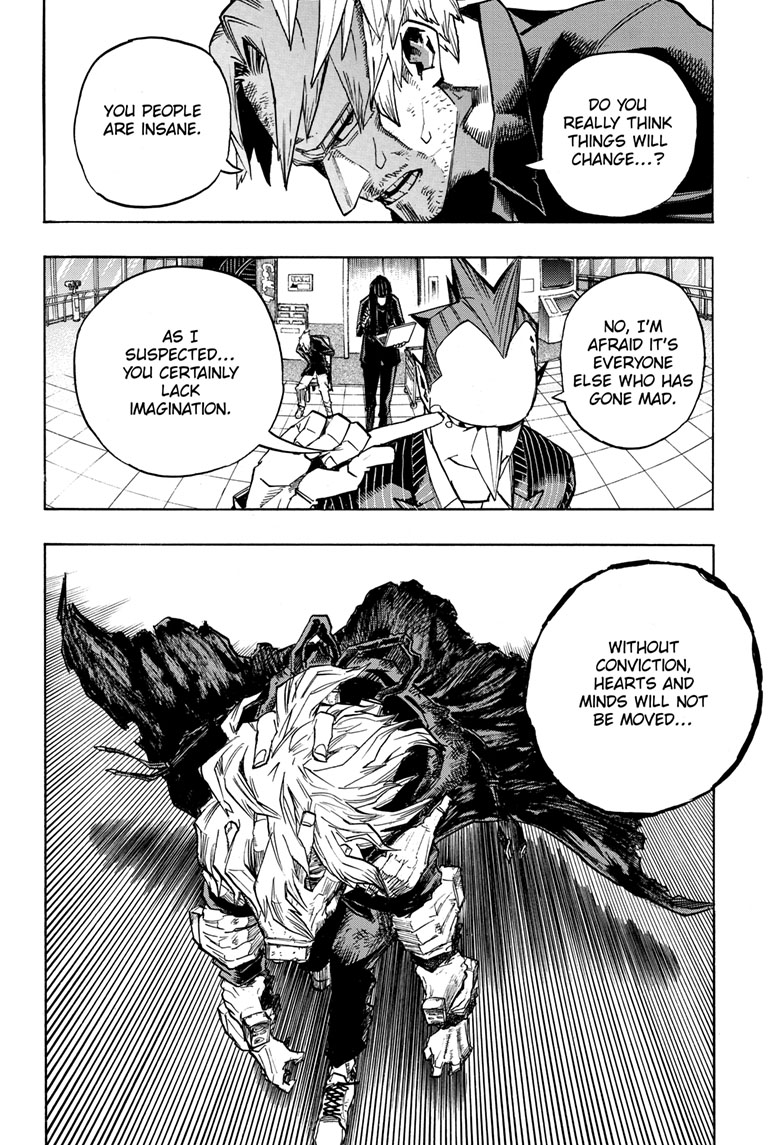 DO YOU
REALLY THINK
THINGS WILL
CHANGE...?
YOU PEOPLE
ARE INSANE.
NO, I'M
AFRAID IT'S
EVERYONE
ELSE WHO HAS
GONE MAD.
AS I
SUSPECTED...
YOU CERTAINLY
LACK
IMAGINATION.
WITHOUT
CONVICTION,
HEARTS AND
MINDS WILL NOT
BE MOVED...